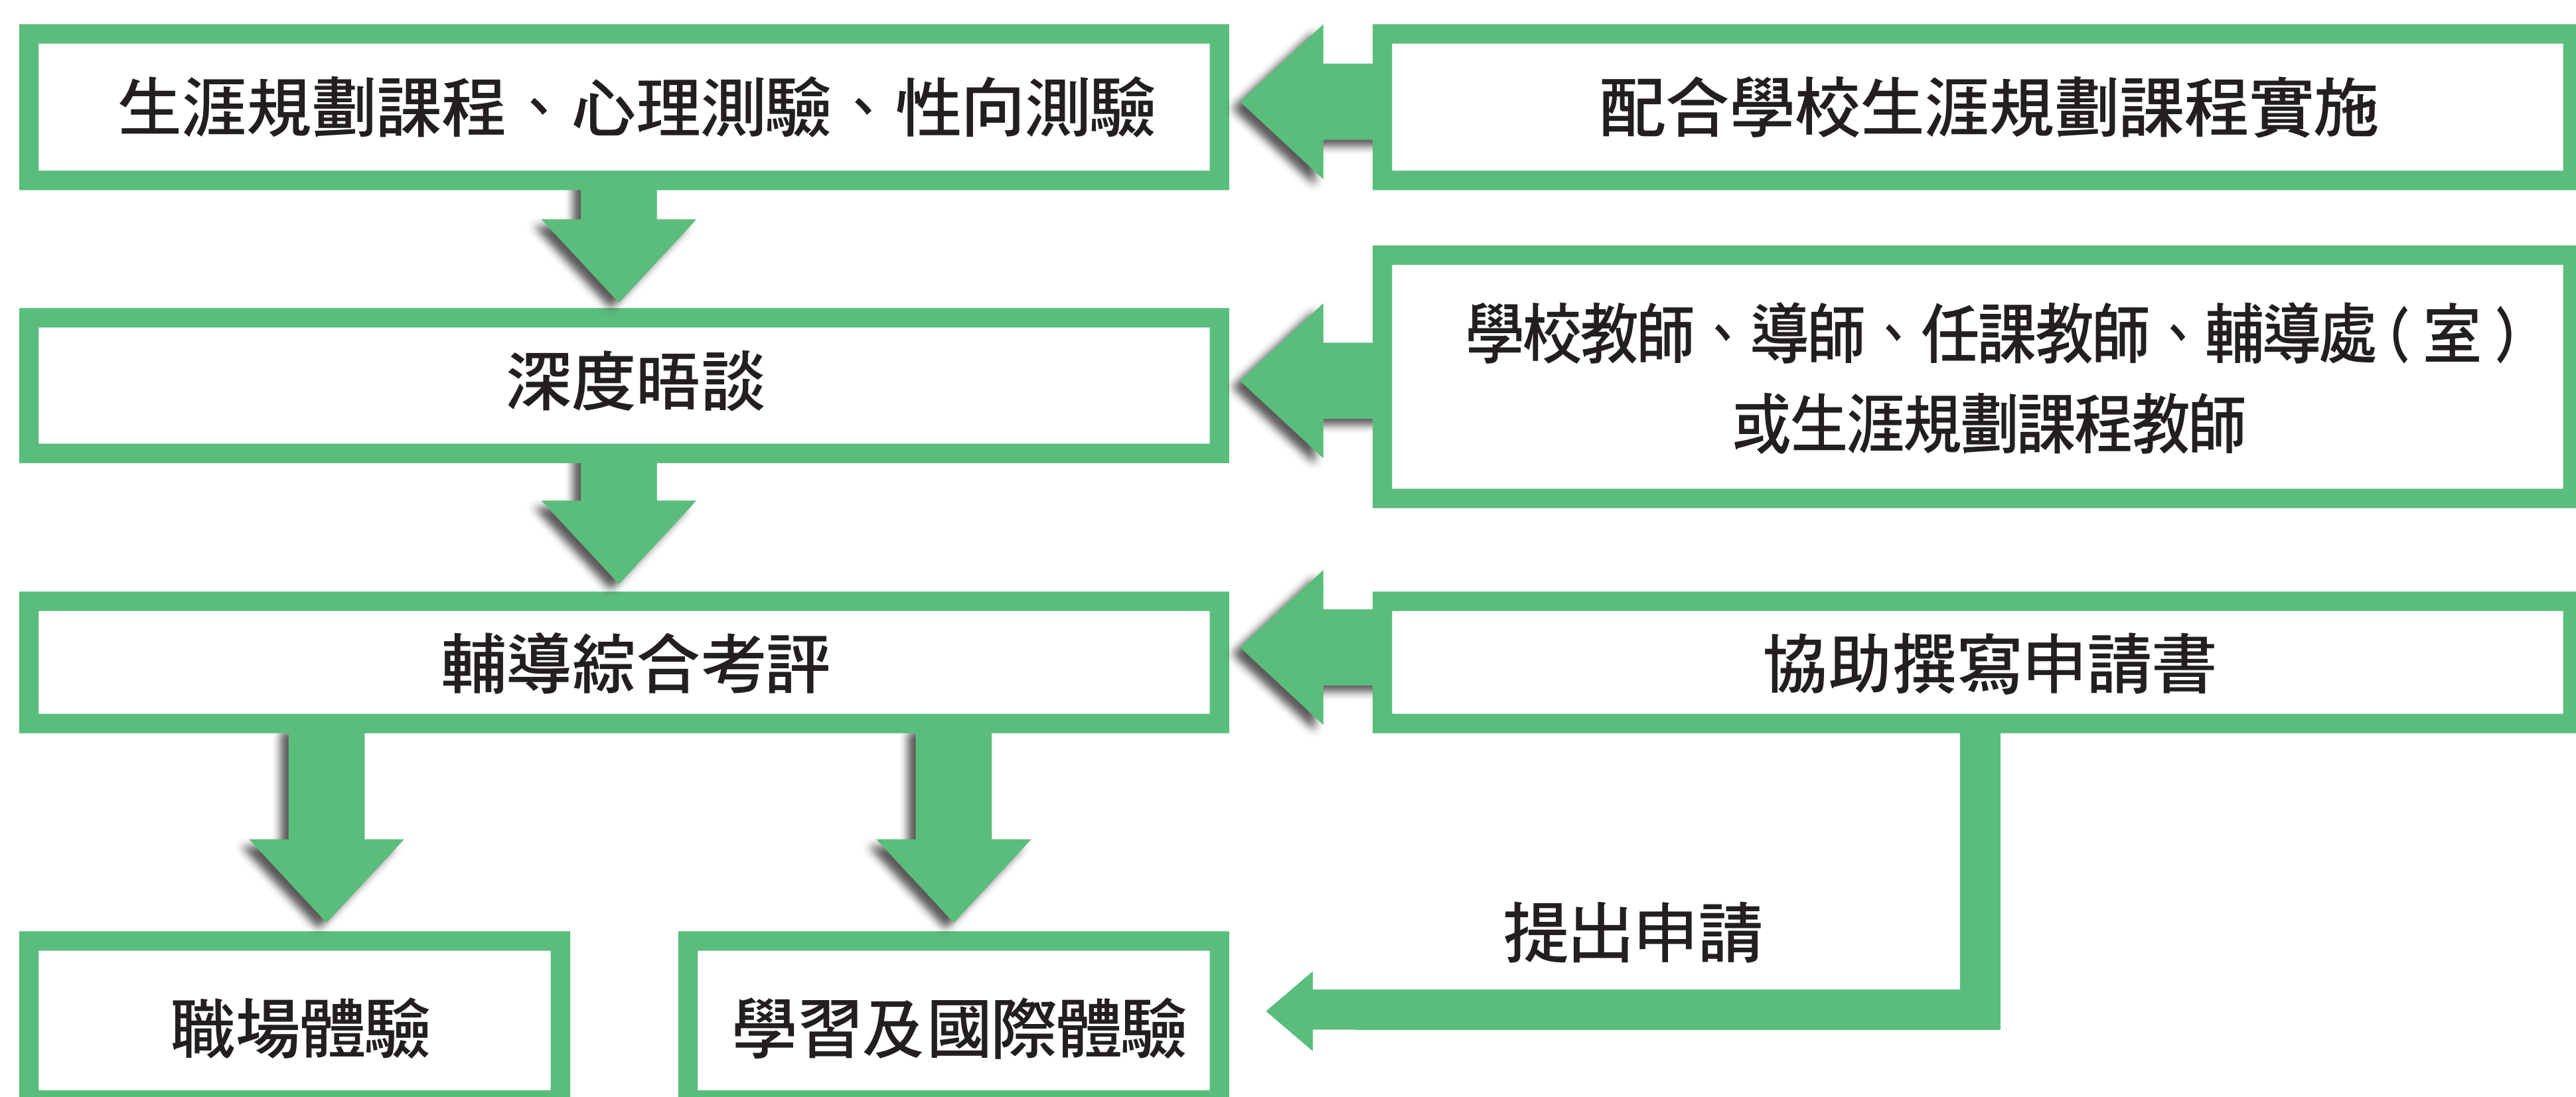 生涯規劃課程、心理測驗、性向測驗
配合學校生涯規劃課程實施
深度晤談
學校教師、導師、任課教師、輔導處(室)
或生涯規劃課程教師
輔導綜合考評
協助撰寫申請書
提出申請
職場體驗
學習及國際體驗